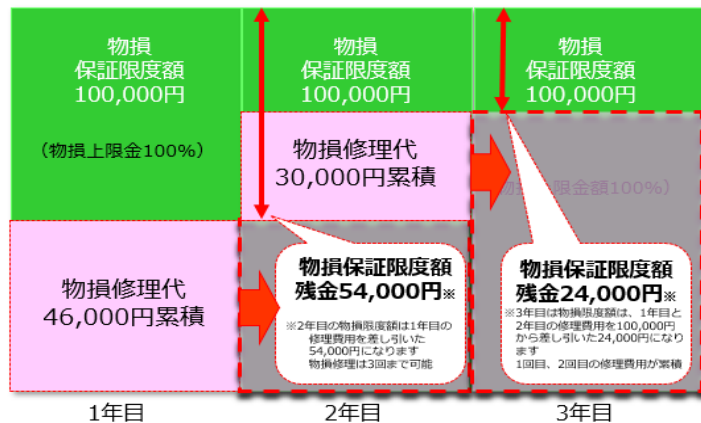 物損
保証限度額
100,000円
（物損上限金100%）
物損修理代
46,000円累積
1年目
物損
保証限度額
100,000円
物損修理代
30,000円累積
物損保証限度額
残金54,000円※
※2年目の物損限度額は1年目の
修理費用を差し引いた
54,000円になります
物損修理は3回まで可能
2年目
物損
保証限度額
100,000円
限金額100%）
物損保証限度額
残金24,000円※
※3年目は物損限度額は、1年目と
2年目の修理費用を100,000円
から差し引いた24,000円になり
ます
1回目、2回目の修理費用が累積
3年目